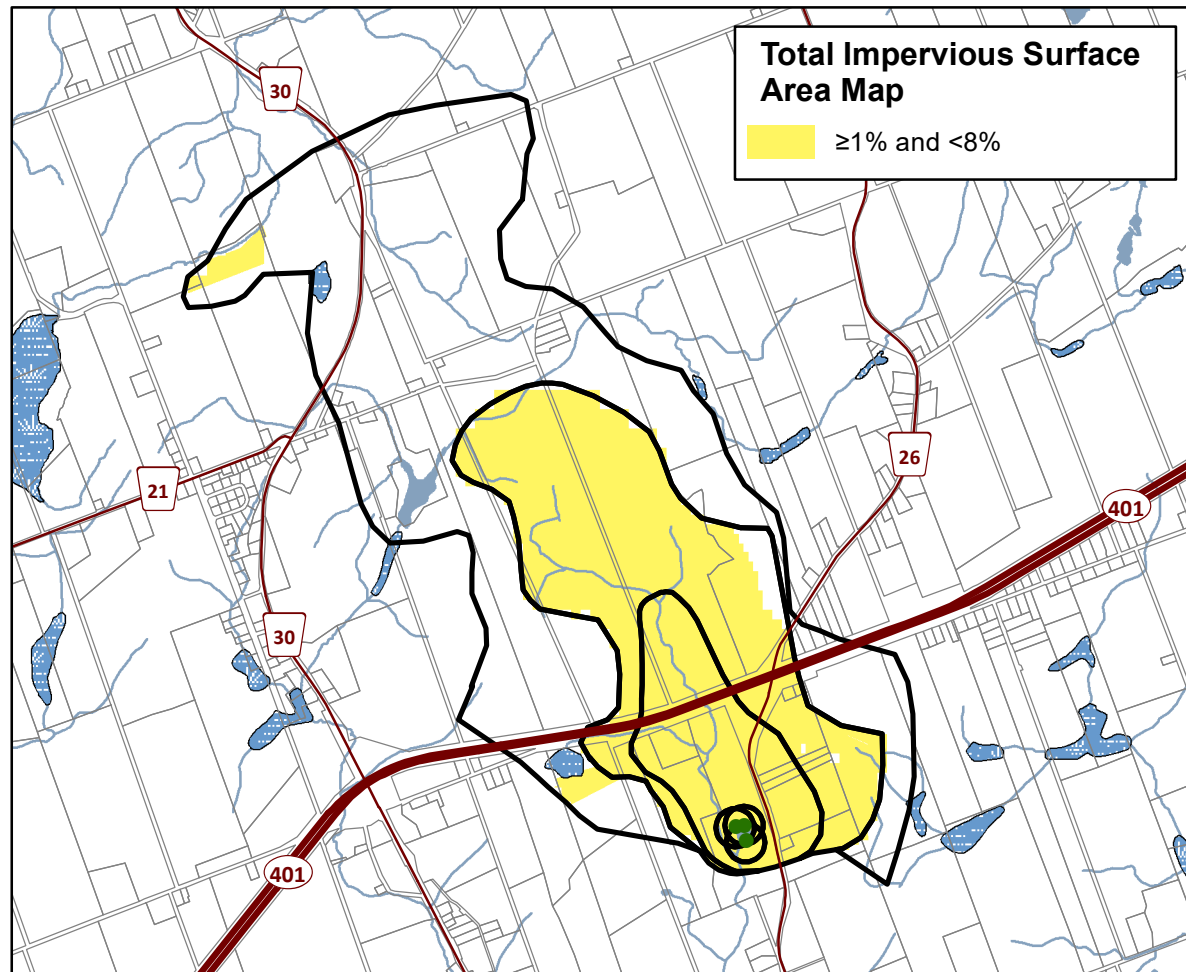 Total Impervious Surface
Area Map
≥1% and <8%
30
26
401
21
30
401